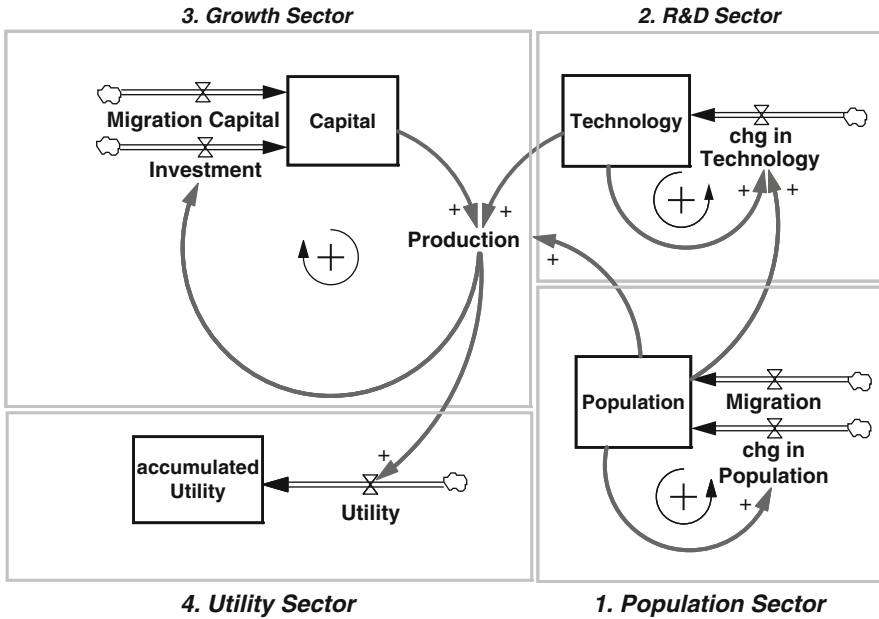 3. Growth Sector
2. R&D Sector
Migration Capital
Capital
Investment
+
+
Production
+
Technology
chg in
Technology
+
+
+
+
Population
Migration
chg in
Population
+
+
accumulated
Utility
+
Utility
4. Utility Sector
1. Population Sector